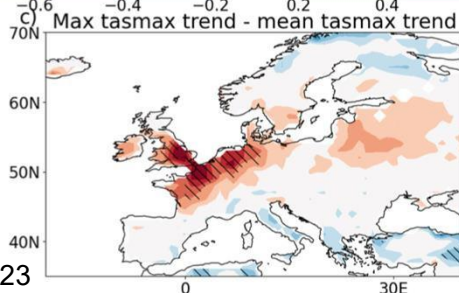 −0.6 −0.4 −0.2 0.2 0.4
c) Max tasmax trend - mean tasmax trend
70N
60N
50N
40N
23
0 30E